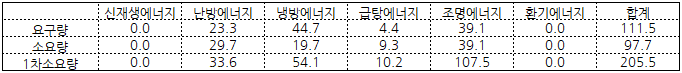 신재생에너지 난방에너지 냉방에너지 급탕에너지 조명에너지 환기에너지 합계
요구량 0.0 23.3 44.7 4.4 39.1 0.0 111.5
소요량 0.0 29.7 19.7 9.3 39.1 0.0 97.7
1차소요량 0.0 33.6 54.1 10.2 107.5 0.0 205.5